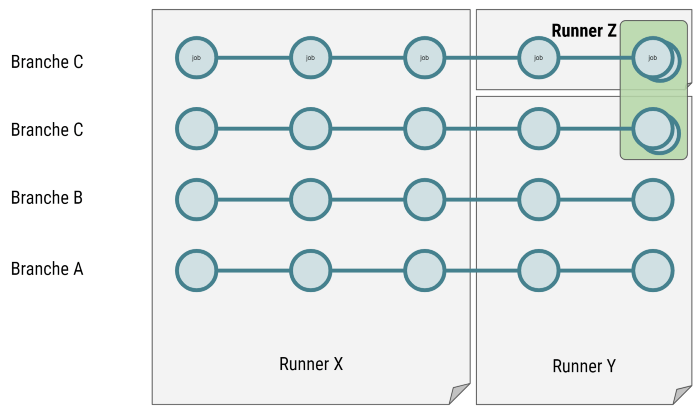 Runner Z
Branche C
job
job
job
job
job
Branche C
Branche B
Branche A
Runner X
Runner Y